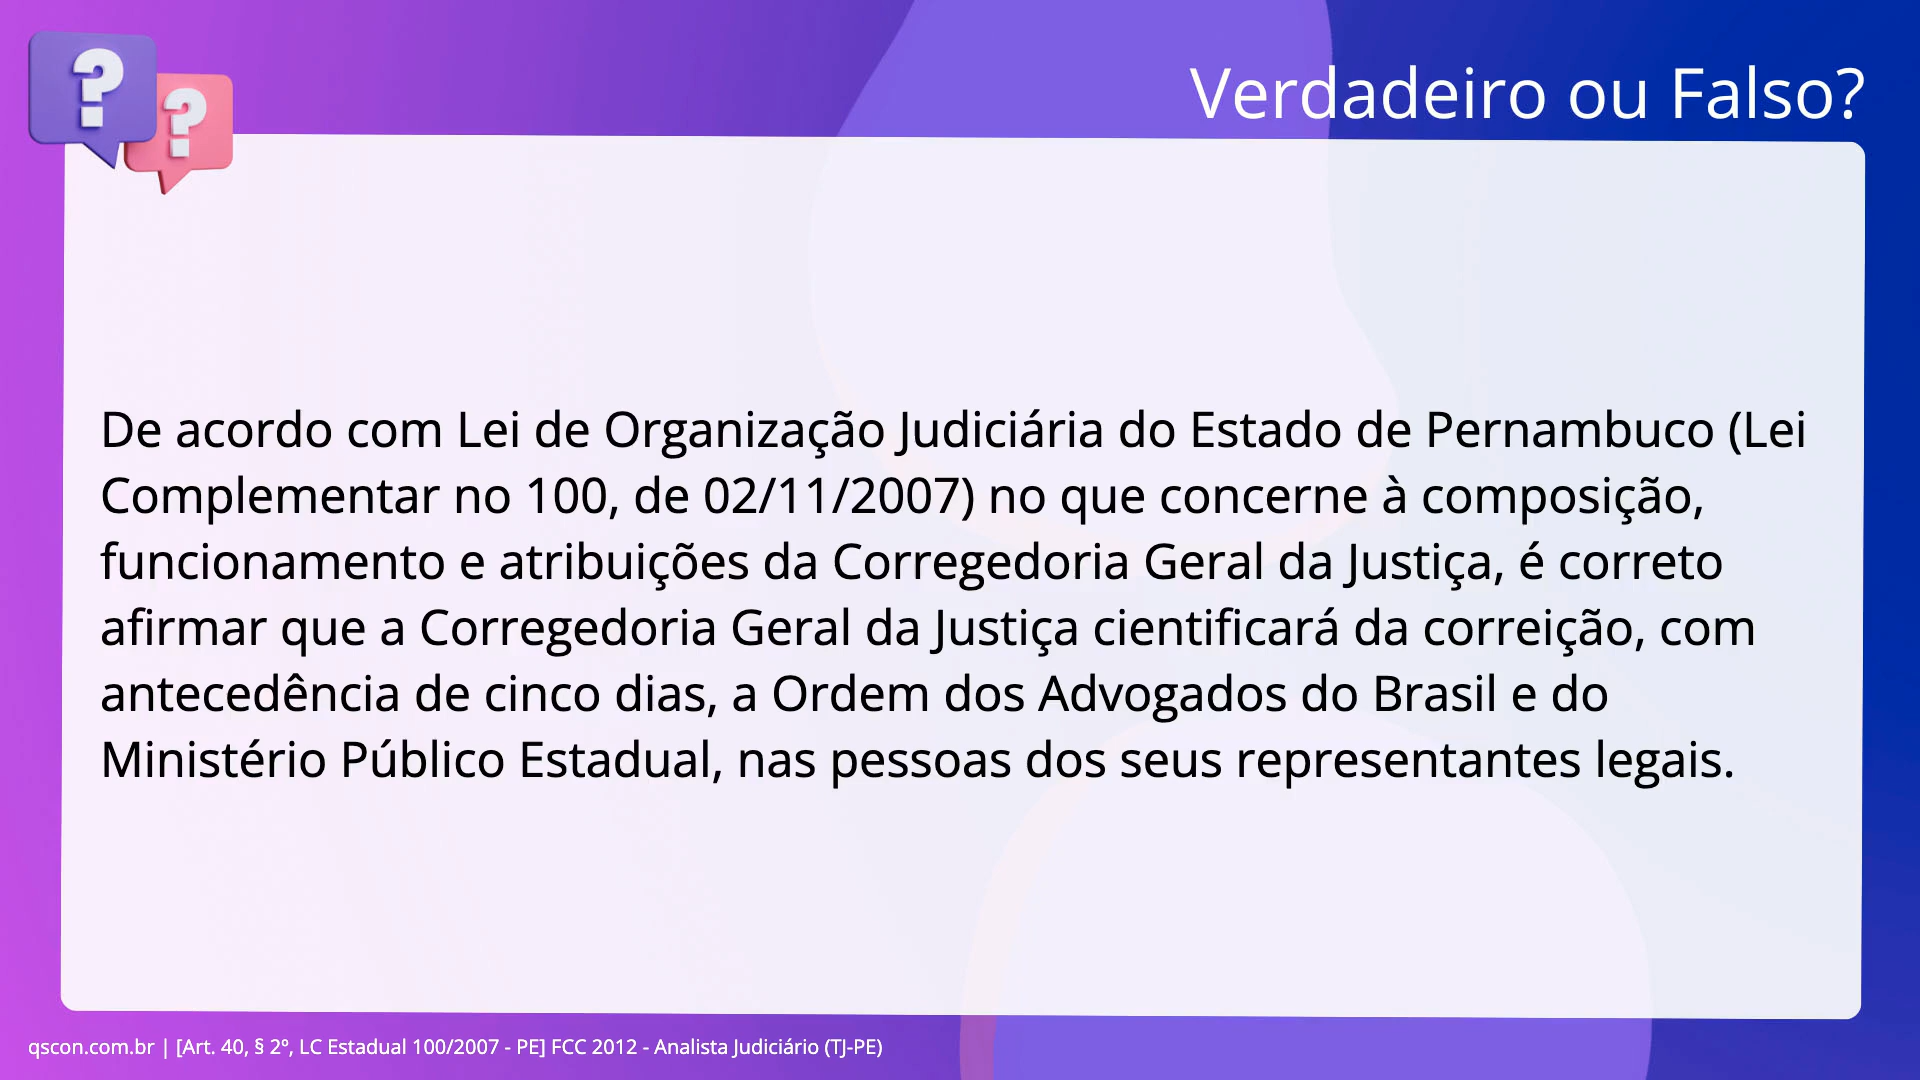 ? ?
Verdadeiro ou Falso?
De acordo com Lei de Organização Judiciária do Estado de Pernambuco (Lei
Complementar no 100, de 02/11/2007) no que concerne à composição,
funcionamento e atribuições da Corregedoria Geral da Justiça, é correto
afirmar que a Corregedoria Geral da Justiça cientificará da correição, com
antecedência de cinco dias, a Ordem dos Advogados do Brasil e do
Ministério Público Estadual, nas pessoas dos seus representantes legais.
qscon.com.br | [Art. 40, § 2º, LC Estadual 100/2007 - PE] FCC 2012 - Analista Judiciário (TJ-PE)